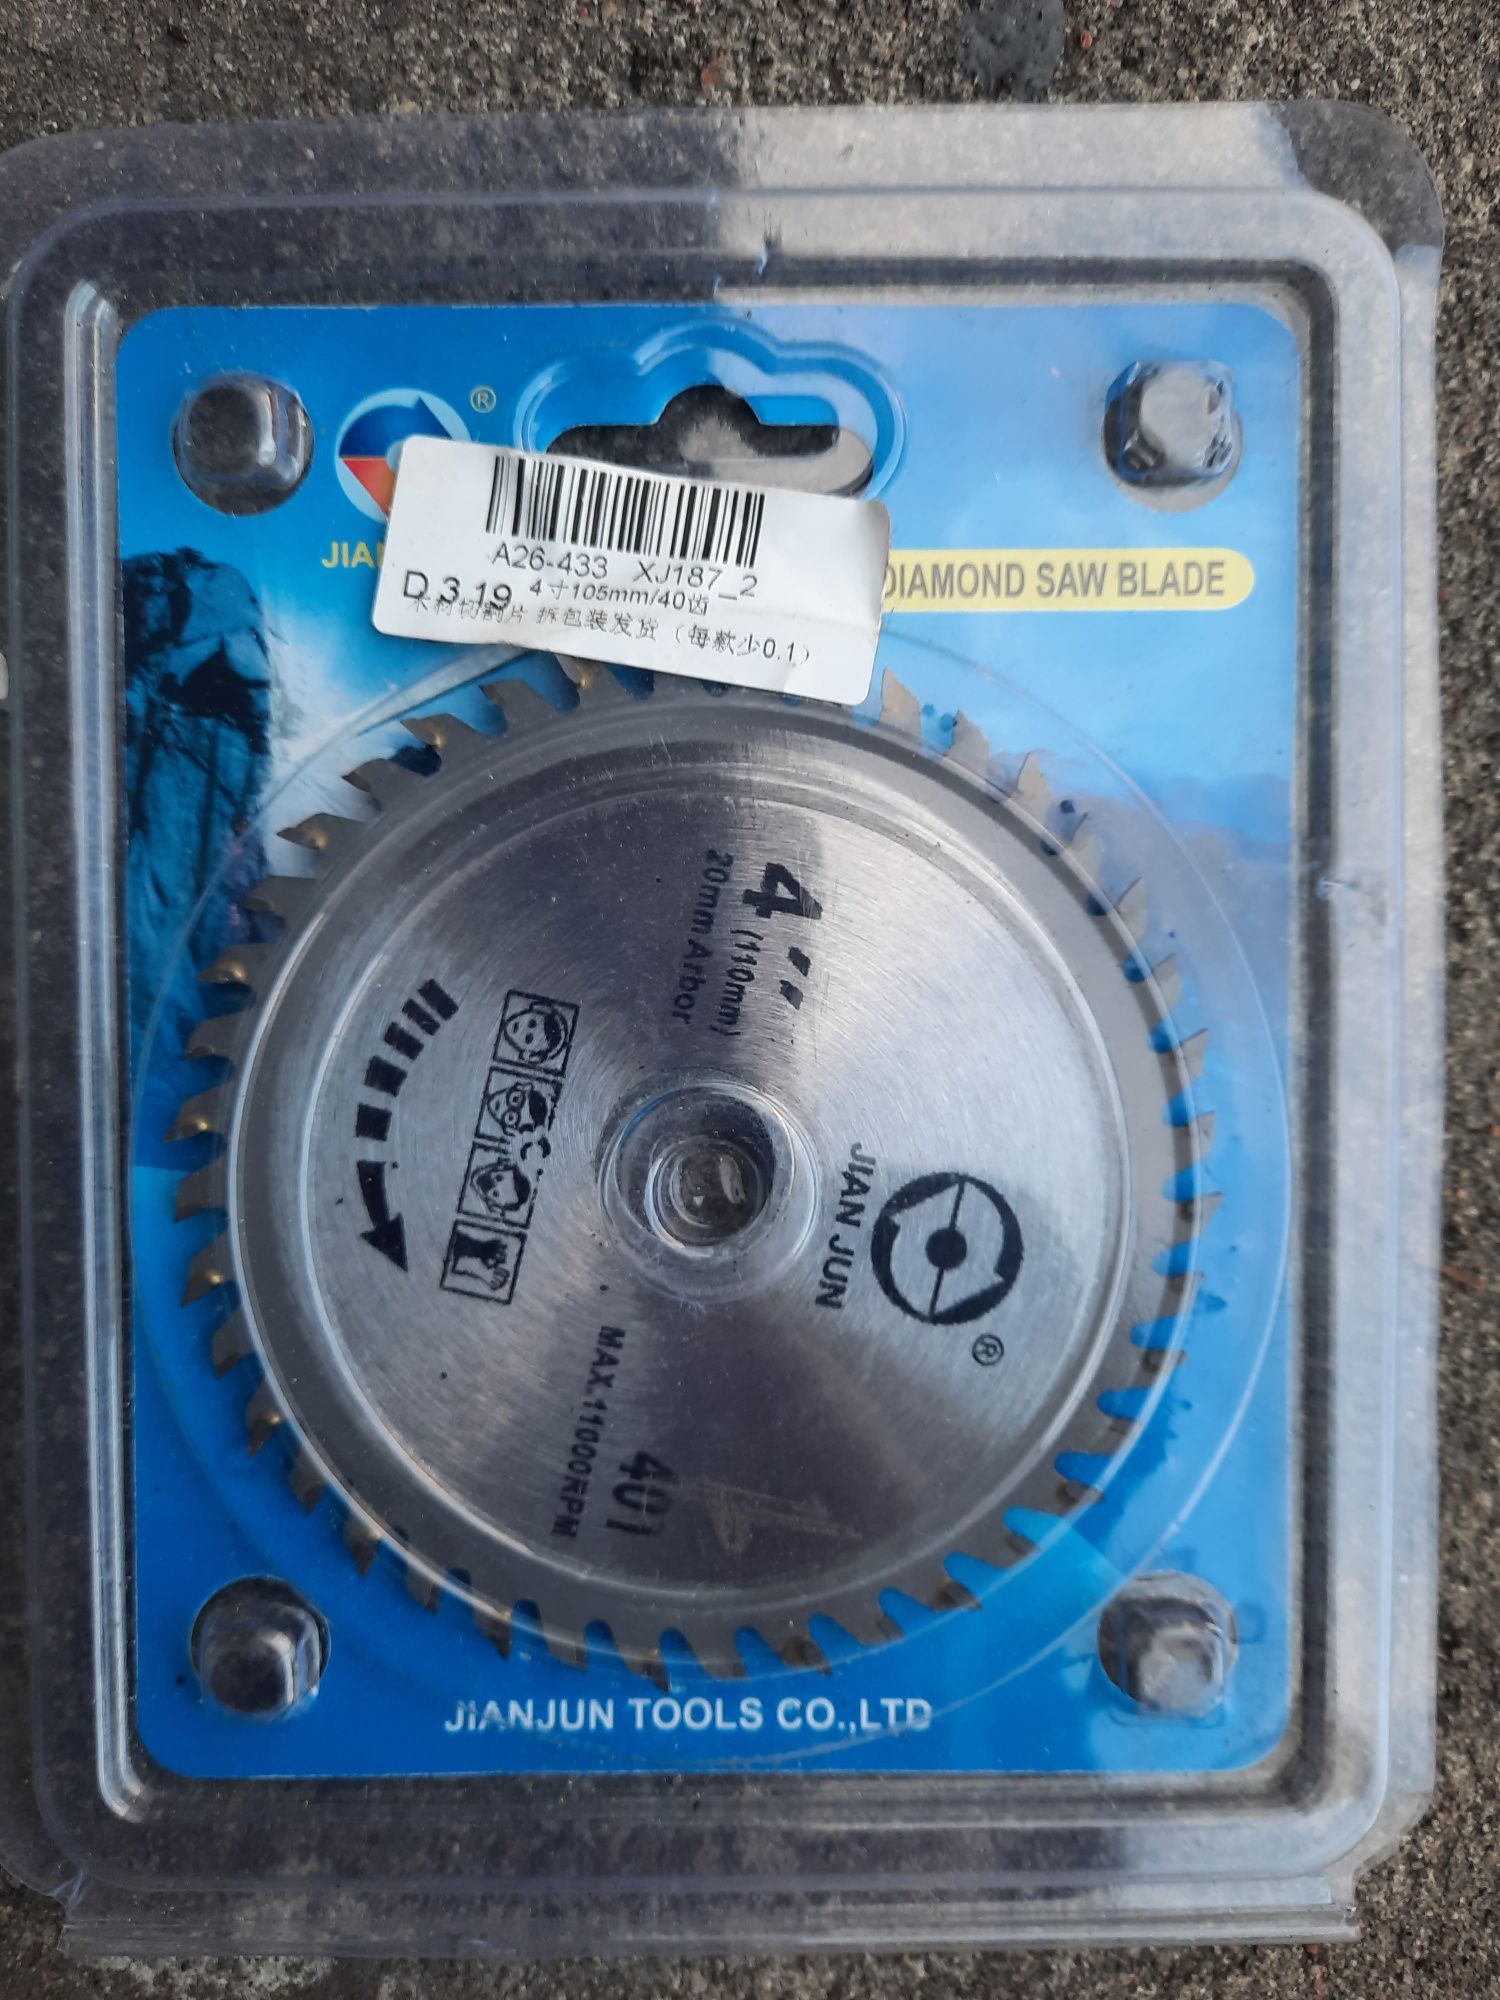 ®
JIAN
A26-433 XJ187_2
D.3.19 4寸105mm/40齿
木材切割片 拆包装发货（每款少0.1）
DIAMOND SAW BLADE
4"
(110mm)
20mm Arbor
JIAN JUN
®
40T
MAX.11000RPM
JIANJUN TOOLS CO.,LTD